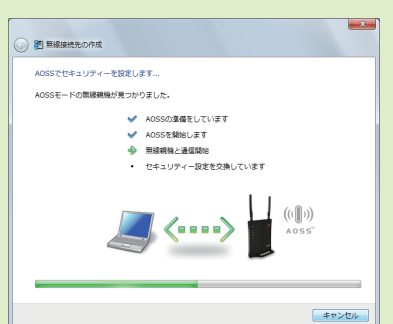 無線接続先の作成
AOSSでセキュリティーを設定します...
AOSSモードの無線親機が見つかりました。
AOSSの準備をしています
AOSSを開始します
無線親機と通信開始
• セキュリティー設定を交換しています
AOSS™
キャンセル